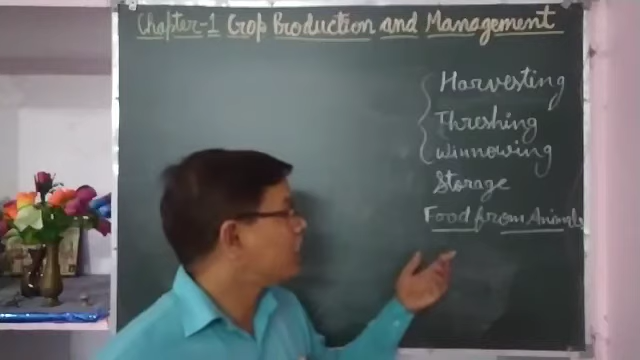 Chapter-1 Crop Production and Management
Harvesting
Threshing
Winnowing
Storage
Food from Animals